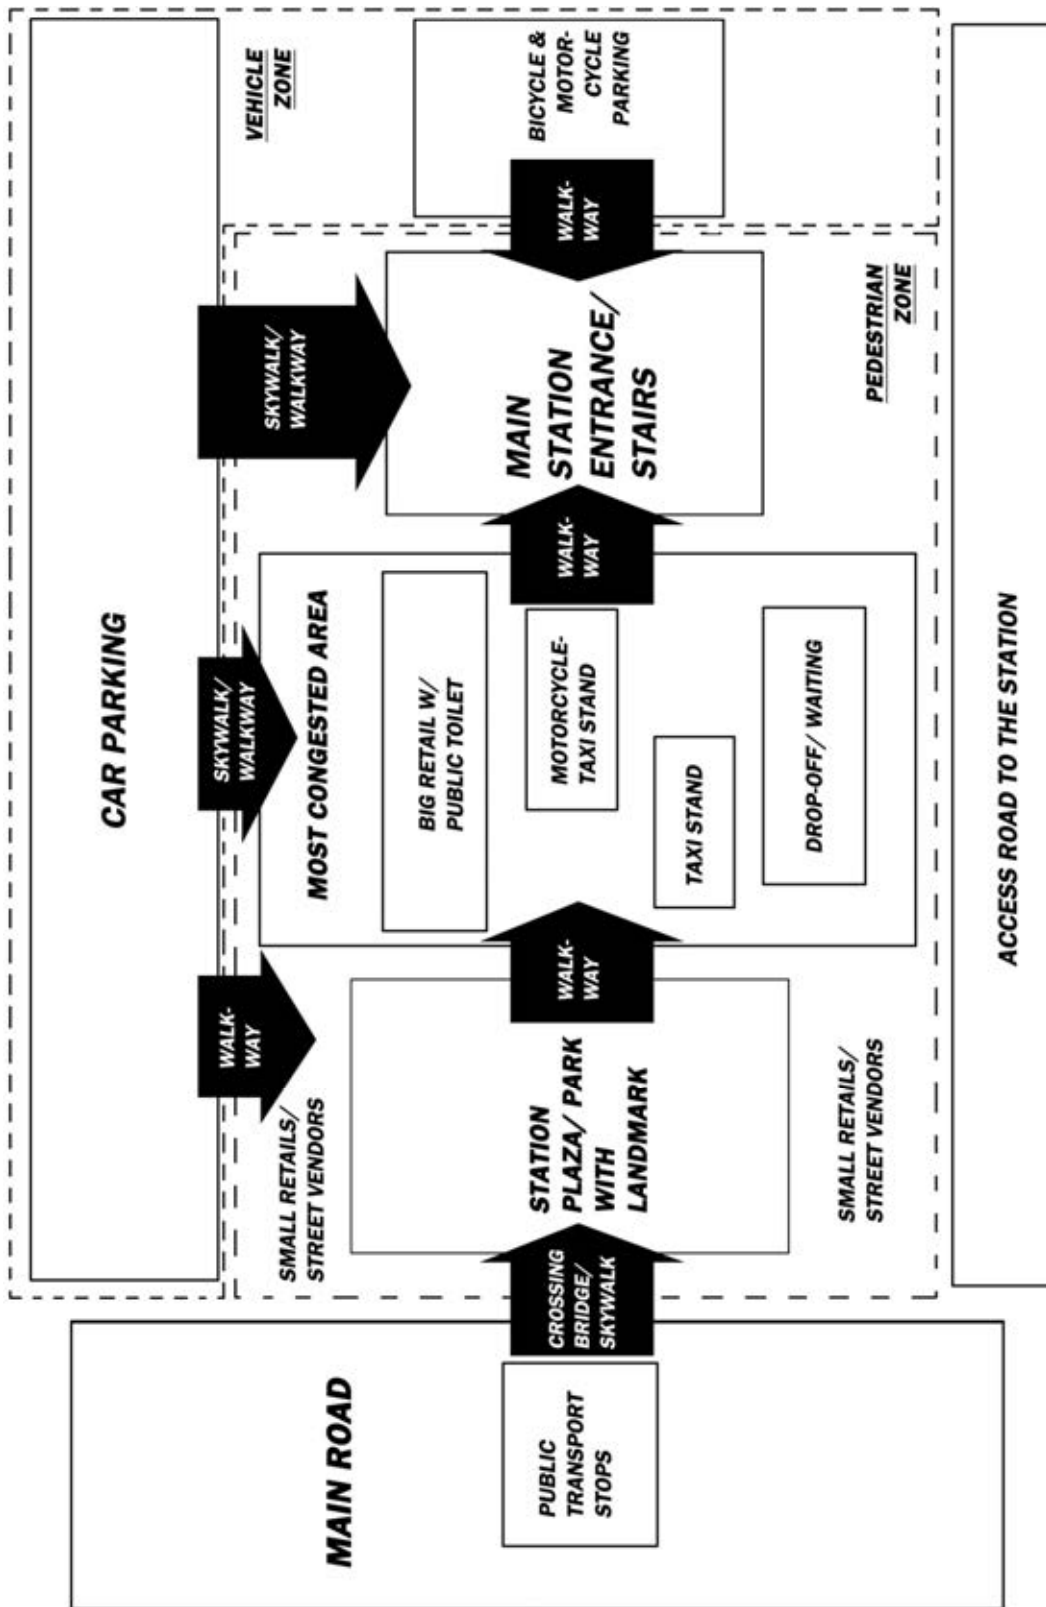 MAIN ROAD
PUBLIC
TRANSPORT
STOPS
CROSSING
BRIDGE/
SKYWALK
SMALL RETAILS/
STREET VENDORS
STATION
PLAZA/ PARK
WITH
LANDMARK
SMALL RETAILS/
STREET VENDORS
CAR PARKING
WALK-
WAY
SKYWALK/
WALKWAY
SKYWALK/
WALKWAY
WALK-
WAY
MOST CONGESTED AREA
BIG RETAIL W/
PUBLIC TOILET
MOTORCYCLE-
TAXI STAND
TAXI STAND
DROP-OFF/ WAITING
WALK-
WAY
MAIN
STATION
ENTRANCE/
STAIRS
WALK-
WAY
VEHICLE
ZONE
BICYCLE &
MOTOR-
CYCLE
PARKING
PEDESTRIAN
ZONE
ACCESS ROAD TO THE STATION